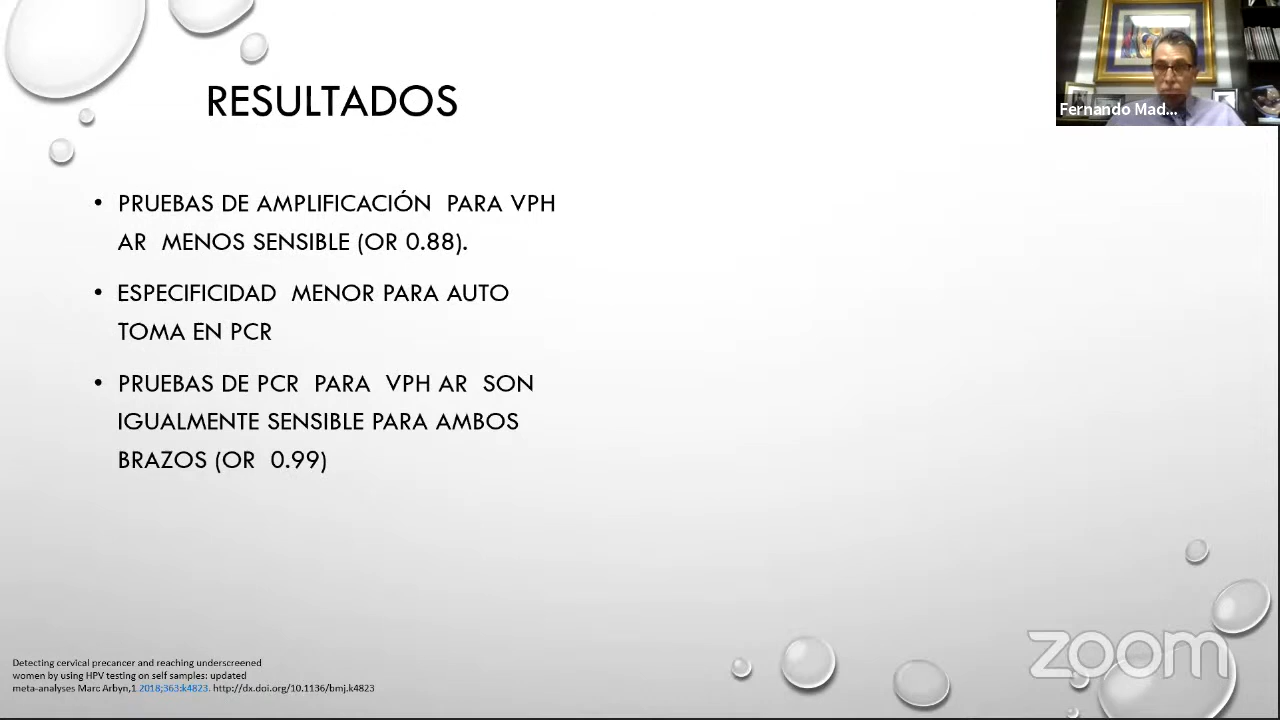 RESULTADOS
Fernando Mad...
• PRUEBAS DE AMPLIFICACIÓN PARA VPH
AR MENOS SENSIBLE (OR 0.88).
• ESPECIFICIDAD MENOR PARA AUTO
TOMA EN PCR
• PRUEBAS DE PCR PARA VPH AR SON
IGUALMENTE SENSIBLE PARA AMBOS
BRAZOS (OR 0.99)
Detecting cervical precancer and reaching underscreened
women by using HPV testing on self samples: updated
meta-analyses Marc Arbyn,1 2018;363:k4823. http://dx.doi.org/10.1136/bmj.k4823
zoom